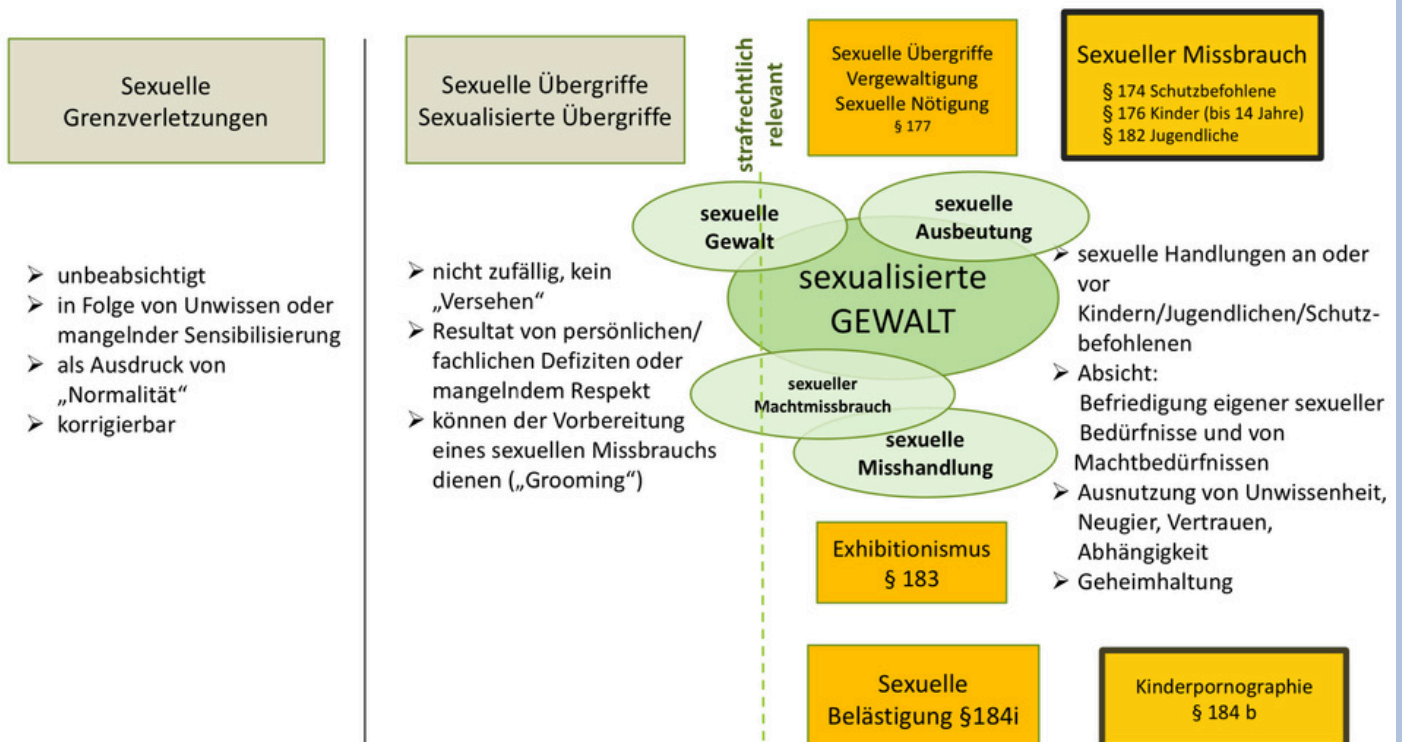 Sexuelle
Grenzverletzungen
➢ unbeabsichtigt
➢ in Folge von Unwissen oder
mangelnder Sensibilisierung
➢ als Ausdruck von
„Normalität“
➢ korrigierbar
Sexuelle Übergriffe
Sexualisierte Übergriffe
➢ nicht zufällig, kein
„Versehen“
➢ Resultat von persönlichen/
fachlichen Defiziten oder
mangelndem Respekt
➢ können der Vorbereitung
eines sexuellen Missbrauchs
dienen („Grooming“)
strafrechtlich
relevant
Sexuelle Übergriffe
Vergewaltigung
Sexuelle Nötigung
§ 177
Sexueller Missbrauch
§ 174 Schutzbefohlene
§ 176 Kinder (bis 14 Jahre)
§ 182 Jugendliche
sexuelle
Gewalt
sexuelle
Ausbeutung
sexualisierte
GEWALT
sexueller
Machtmissbrauch
sexuelle
Misshandlung
➢ sexuelle Handlungen an oder
vor
Kindern/Jugendlichen/Schutz-
befohlenen
➢ Absicht:
Befriedigung eigener sexueller
Bedürfnisse und von
Machtbedürfnissen
➢ Ausnutzung von Unwissenheit,
Neugier, Vertrauen,
Abhängigkeit
➢ Geheimhaltung
Exhibitionismus
§ 183
Sexuelle
Belästigung §184i
Kinderpornographie
§ 184 b